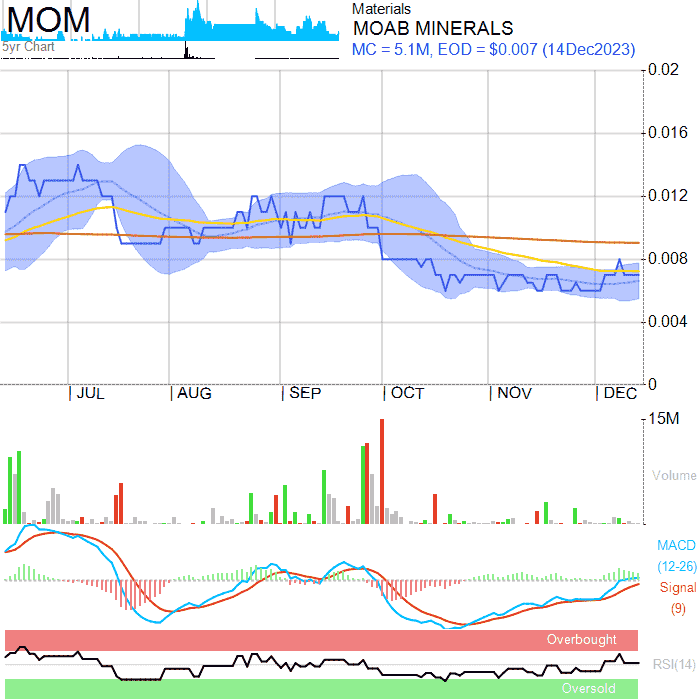 MOM
5yr Chart
Materials
MOAB MINERALS
MC = 5.1M, EOD = $0.007 (14Dec2023)
0.02
0.016
0.012
0.008
0.004
0
| JUL | AUG | SEP | OCT | NOV | DEC
15M
Volume
MACD
(12-26)
Signal
(9)
Overbought
RSI(14)
Oversold